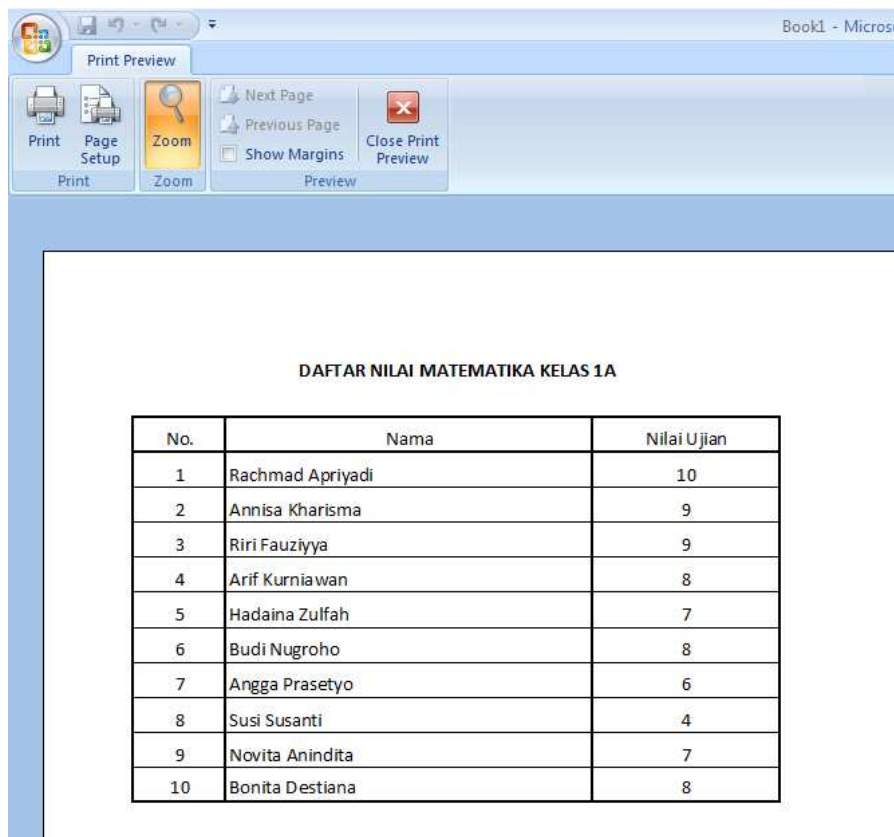 Book1 - Micros
Print Preview
Print
Page Setup
Zoom
Next Page
Previous Page
Show Margins
Close Print Preview
Print
Zoom
Preview
DAFTAR NILAI MATEMATIKA KELAS 1A
No. Nama Nilai Ujian
1 Rachmad Apriyadi 10
2 Annisa Kharisma 9
3 Riri Fauziyya 9
4 Arif Kurniawan 8
5 Hadaina Zulfah 7
6 Budi Nugroho 8
7 Angga Prasetyo 6
8 Susi Susanti 4
9 Novita Anindita 7
10 Bonita Destiana 8